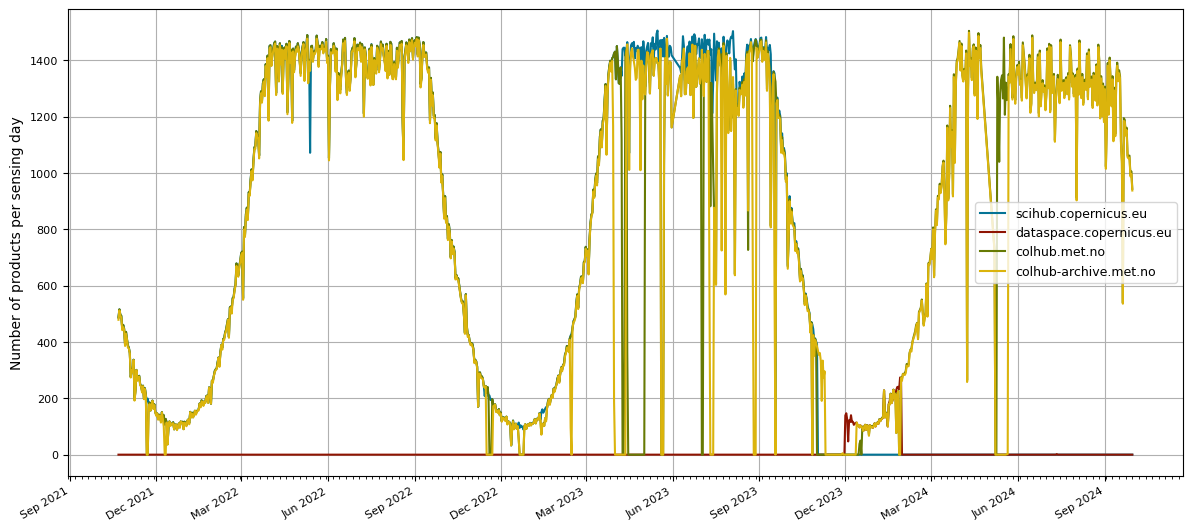 Number of products per sensing day
1400
1200
1000
800
600
400
200
0
scihub.copernicus.eu
dataspace.copernicus.eu
colhub.met.no
colhub-archive.met.no
Sep 2021
Dec 2021
Mar 2022
Jun 2022
Sep 2022
Dec 2022
Mar 2023
Jun 2023
Sep 2023
Dec 2023
Mar 2024
Jun 2024
Sep 2024